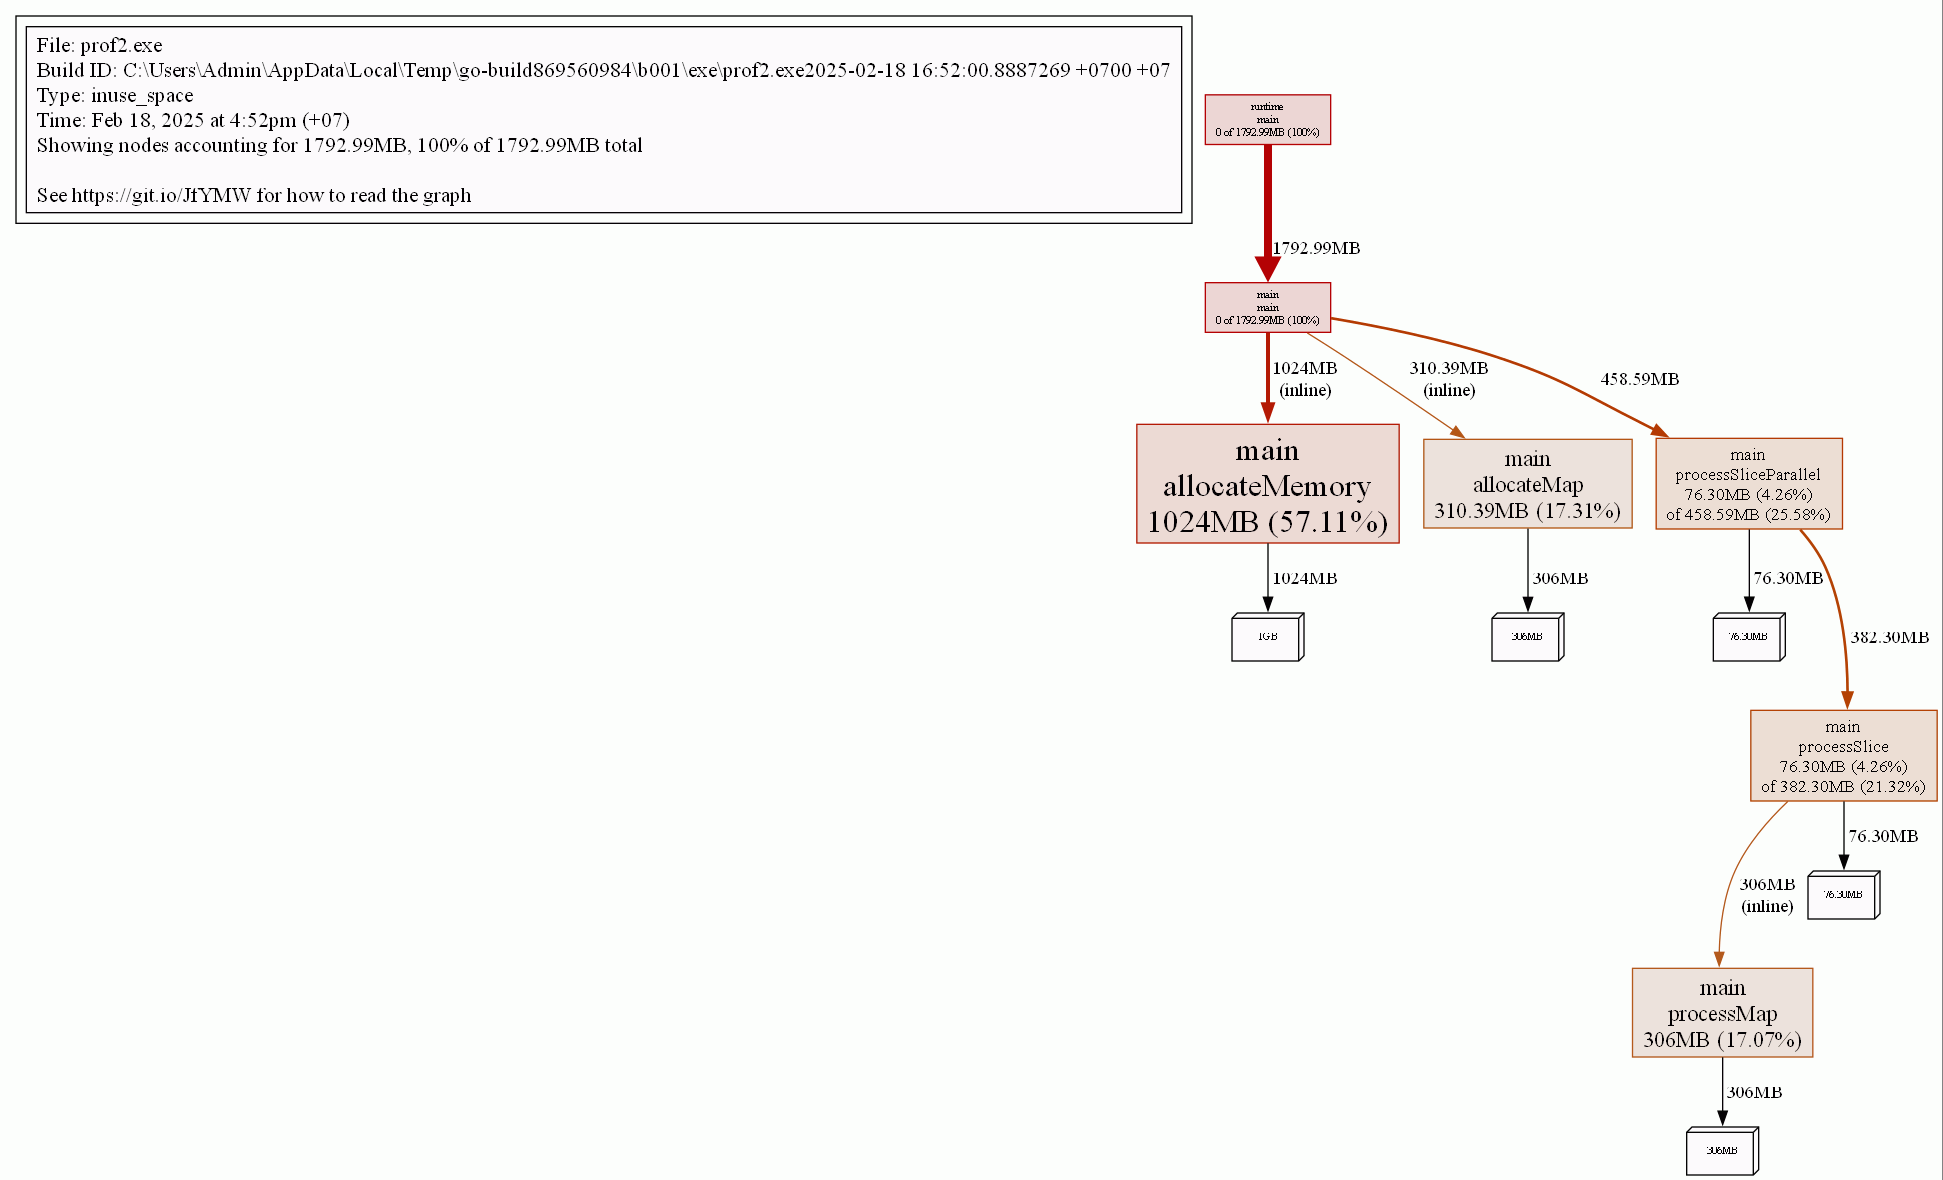 File: prof2.exe
Build ID: C:\Users\Admin\AppData\Local\Temp\go-build869560984\b001\exe\prof2.exe2025-02-18 16:52:00.8887269 +0700 +07
Type: inuse_space
Time: Feb 18, 2025 at 4:52pm (+07)
Showing nodes accounting for 1792.99MB, 100% of 1792.99MB total
See https://git.io/JfYMW for how to read the graph
runtime
main
0 of 1792.99MB (100%)
1792.99MB
main
main
0 of 1792.99MB (100%)
1024MB
(inline)
310.39MB
(inline)
458.59MB
main
allocateMemory
1024MB (57.11%)
main
allocateMap
310.39MB (17.31%)
main
processSliceParallel
76.30MB (4.26%)
of 458.59MB (25.58%)
1024MB
306MB
76.30MB
1GB
306MB
76.30MB
382.30MB
main
processSlice
76.30MB (4.26%)
of 382.30MB (21.32%)
76.30MB
306MB
(inline)
76.30MB
main
processMap
306MB (17.07%)
306MB
306MB